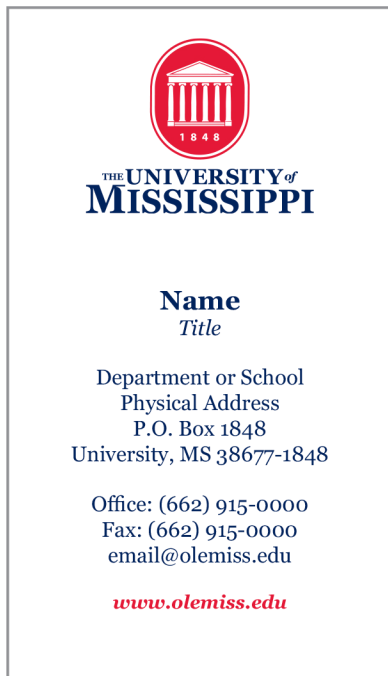 1848
THE UNIVERSITY of
MISSISSIPPI
Name
Title
Department or School
Physical Address
P.O. Box 1848
University, MS 38677-1848
Office: (662) 915-0000
Fax: (662) 915-0000
email@olemiss.edu
www.olemiss.edu